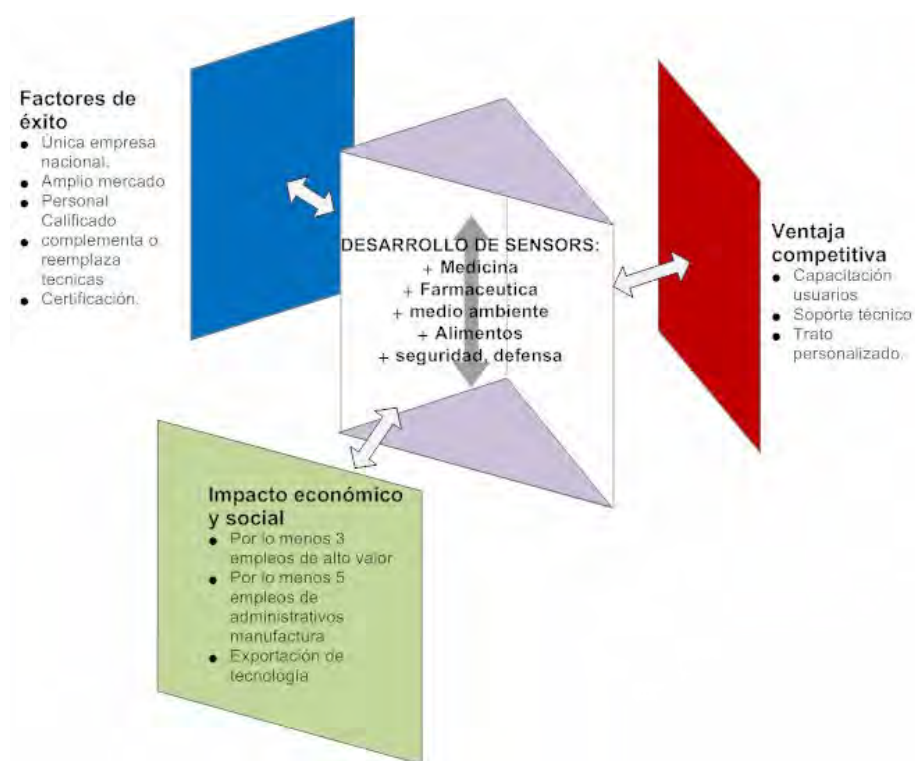 Factores de
éxito
● Única empresa
nacional.
● Amplio mercado
● Personal
Calificado
● complementa o
reemplaza
tecnicas
● Certificación.
DESARROLLO DE SENSORS:
+ Medicina
+ Farmaceutica
+ medio ambiente
+ Alimentos
+ seguridad, defensa
Ventaja
competitiva
● Capacitación
usuarios
● Soporte técnico
● Trato
personalizado.
Impacto económico
y social
● Por lo menos 3
empleos de alto valor
● Por lo menos 5
empleos de
administrativos
manufactura
● Exportación de
tecnología